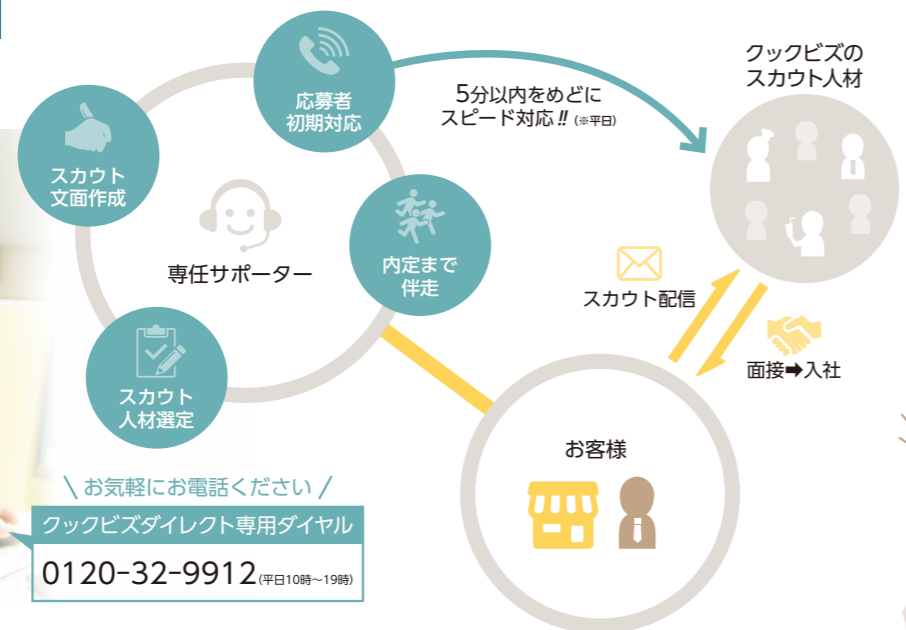 応募者
初期対応
スカウト
文面作成
専任サポーター
内定まで
伴走
スカウト
人材選定
5分以内をめどに
スピード対応!! (※平日)
クックビズの
スカウト人材
スカウト配信
面接➡入社
お客様
\ お気軽にお電話ください /
クックビズダイレクト専用ダイヤル
0120-32-9912(平日10時～19時)